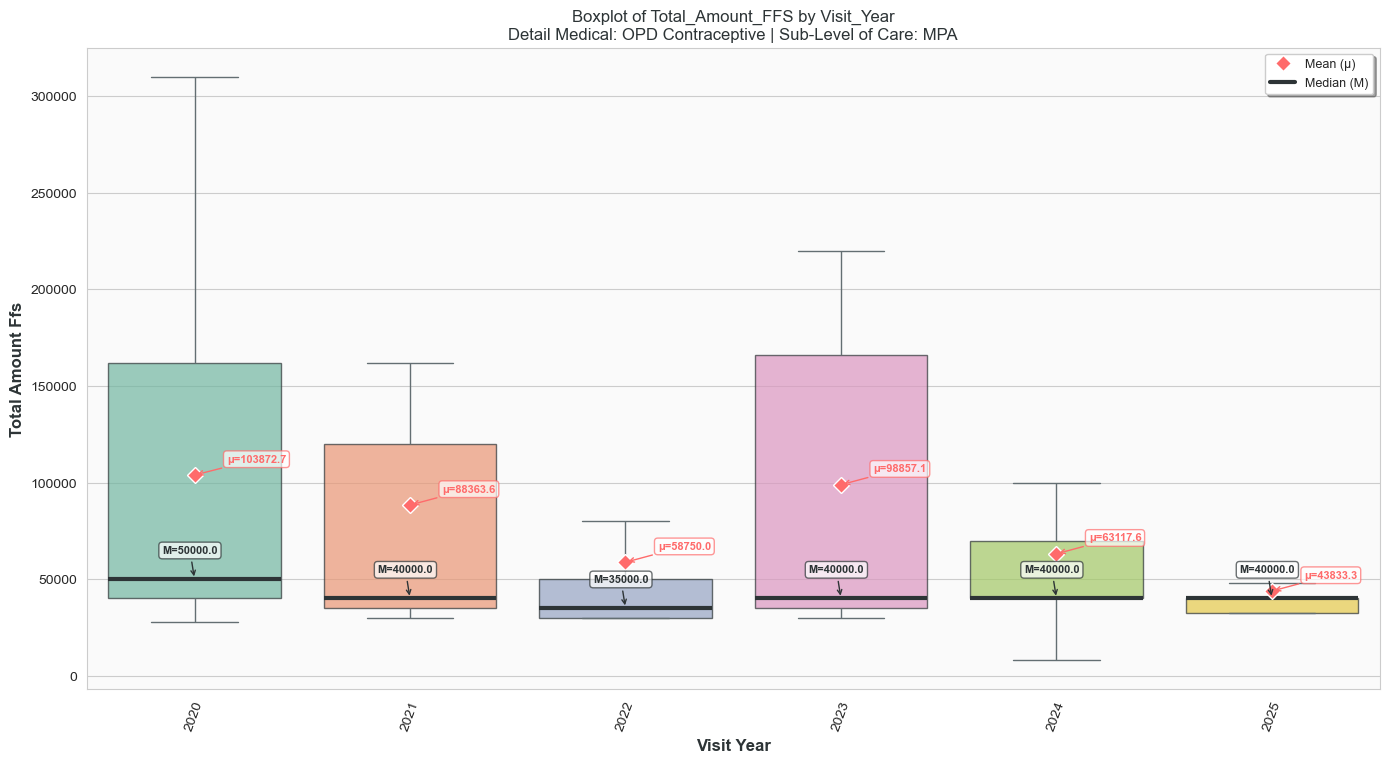 Boxplot of Total_Amount_FFS by Visit_Year
Detail Medical: OPD Contraceptive | Sub-Level of Care: MPA
Mean (μ)
Median (M)
Total Amount Ffs
300000
250000
200000
150000
100000
50000
0
μ=103872.7
M=50000.0
μ=88363.6
M=40000.0
μ=58750.0
M=35000.0
μ=98857.1
M=40000.0
μ=63117.6
M=40000.0
μ=43833.3
M=40000.0
2020
2021
2022
2023
2024
2025
Visit Year